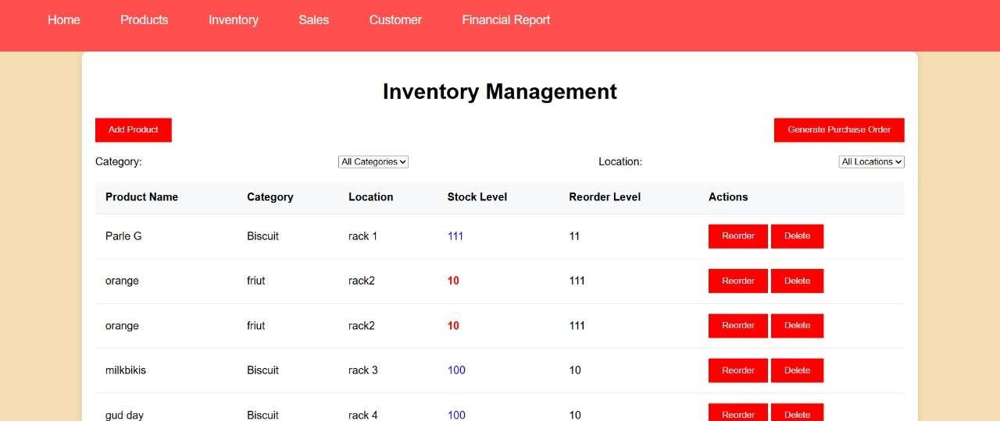 Home Products Inventory Sales Customer Financial Report
Inventory Management
Add Product Generate Purchase Order
Category: All Categories Location: All Locations
Product Name Category Location Stock Level Reorder Level Actions
Parle G Biscuit rack 1 111 11 Reorder Delete
orange friut rack2 10 111 Reorder Delete
orange friut rack2 10 111 Reorder Delete
milkbikis Biscuit rack 3 100 10 Reorder Delete
gud day Biscuit rack 4 100 10 Reorder Delete